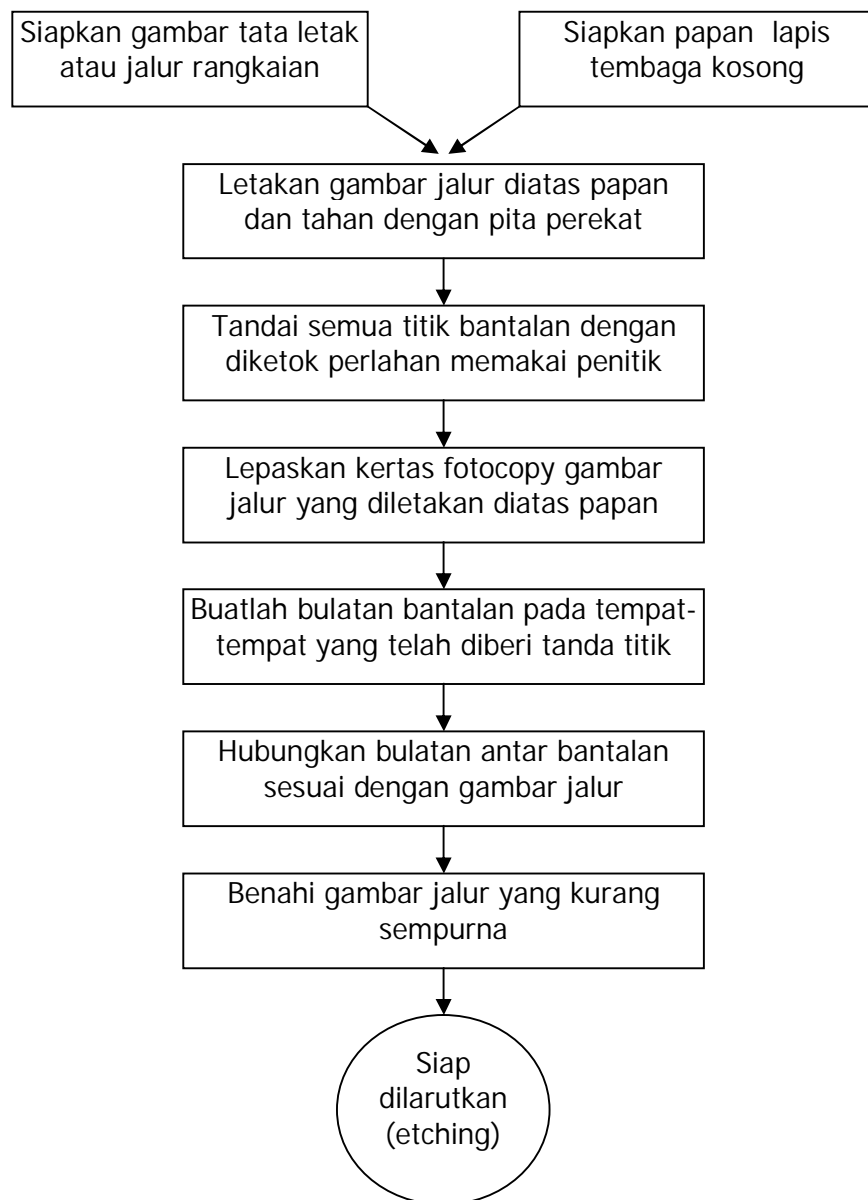 Siapkan gambar tata letak
atau jalur rangkaian
Siapkan papan lapis
tembaga kosong
Letakan gambar jalur diatas papan
dan tahan dengan pita perekat
Tandai semua titik bantalan dengan
diketok perlahan memakai penitik
Lepaskan kertas fotocopy gambar
jalur yang diletakan diatas papan
Buatlah bulatan bantalan pada tempat-
tempat yang telah diberi tanda titik
Hubungkan bulatan antar bantalan
sesuai dengan gambar jalur
Benahi gambar jalur yang kurang
sempurna
Siap
dilarutkan
(etching)